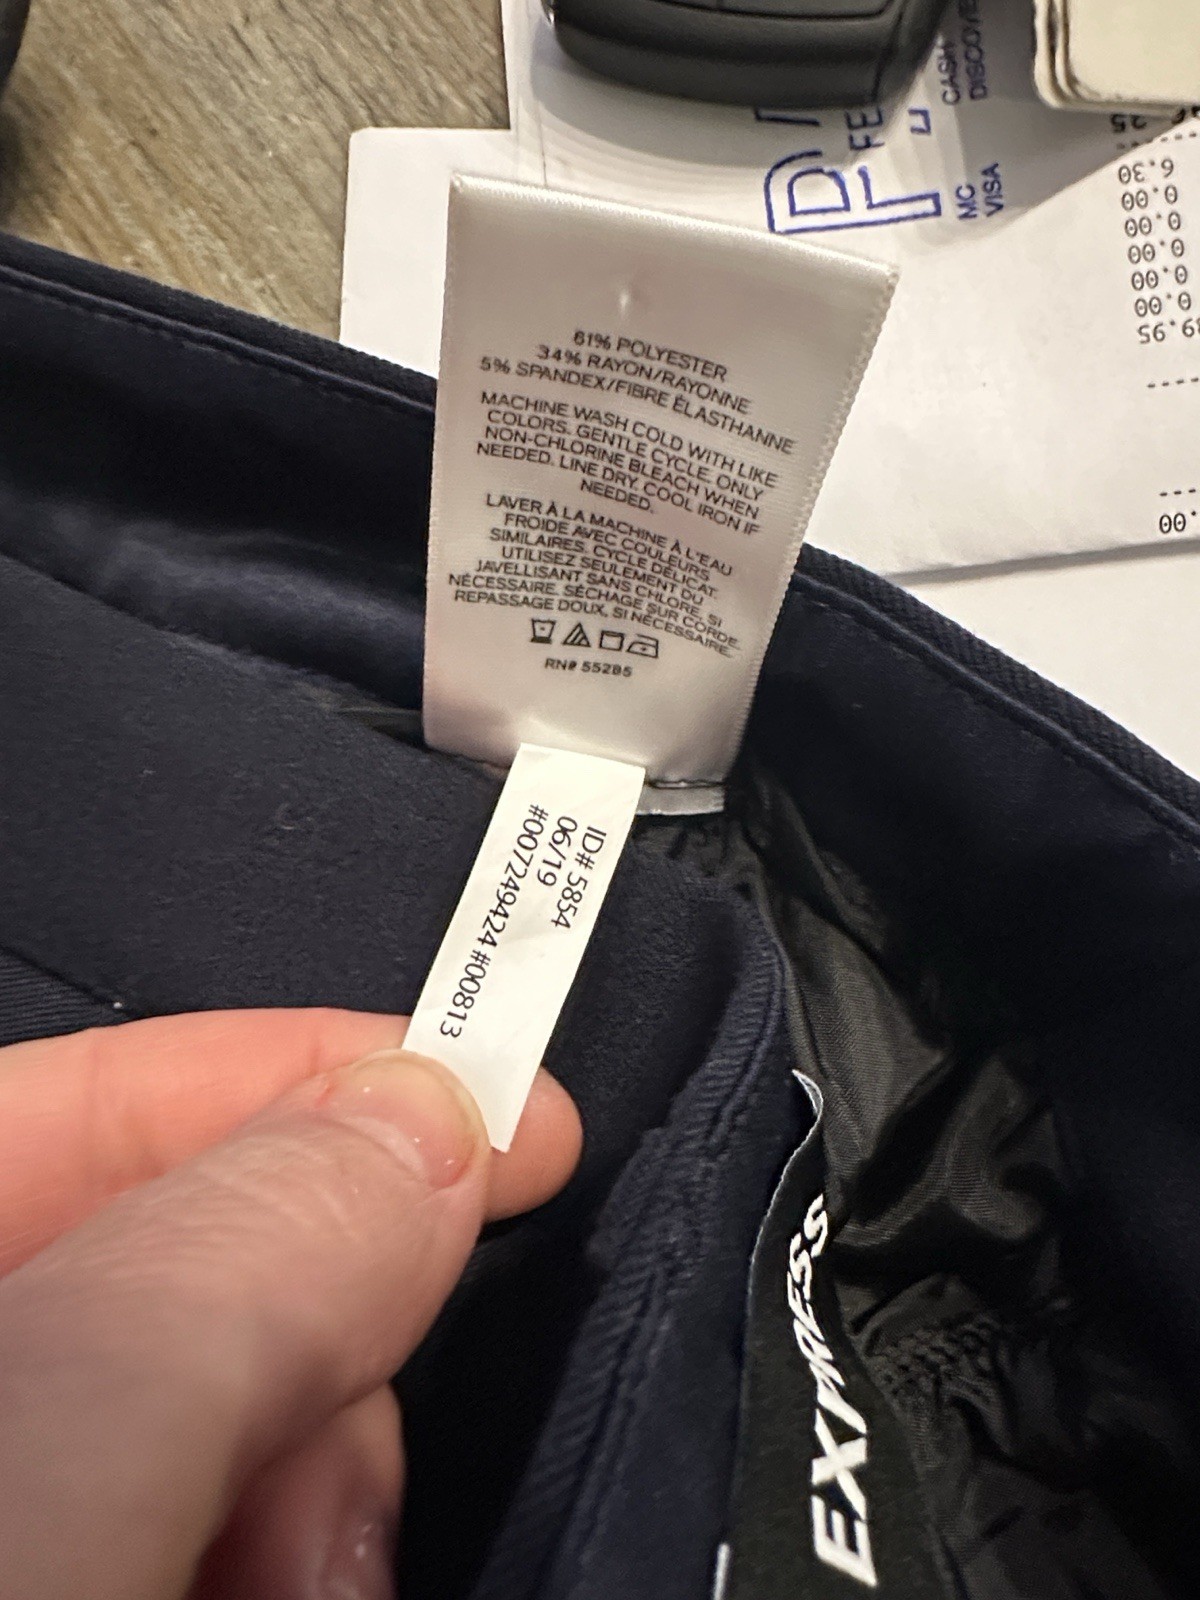 CASH
DISCOVE
FE
MC
VISA
6.30
0.00
0.00
0.00
0.00
0.00
9.95
.00
61% POLYESTER
34% RAYON/RAYONNE
5% SPANDEX/FIBRE ÉLASTHANNE
MACHINE WASH COLD WITH LIKE
COLORS. GENTLE CYCLE. ONLY
NON-CHLORINE BLEACH WHEN
NEEDED. LINE DRY. COOL IRON IF
NEEDED.
LAVER À LA MACHINE À L'EAU
FROIDE AVEC COULEURS
SIMILAIRES. CYCLE DÉLICAT.
UTILISEZ SEULEMENT DU
JAVELLISANT SANS CHLORE, SI
NÉCESSAIRE. SÉCHAGE SUR CORDE.
REPASSAGE DOUX, SI NÉCESSAIRE.
RN# 55285
ID# 5854
06/19
#007249424 #00813
EXPRESS